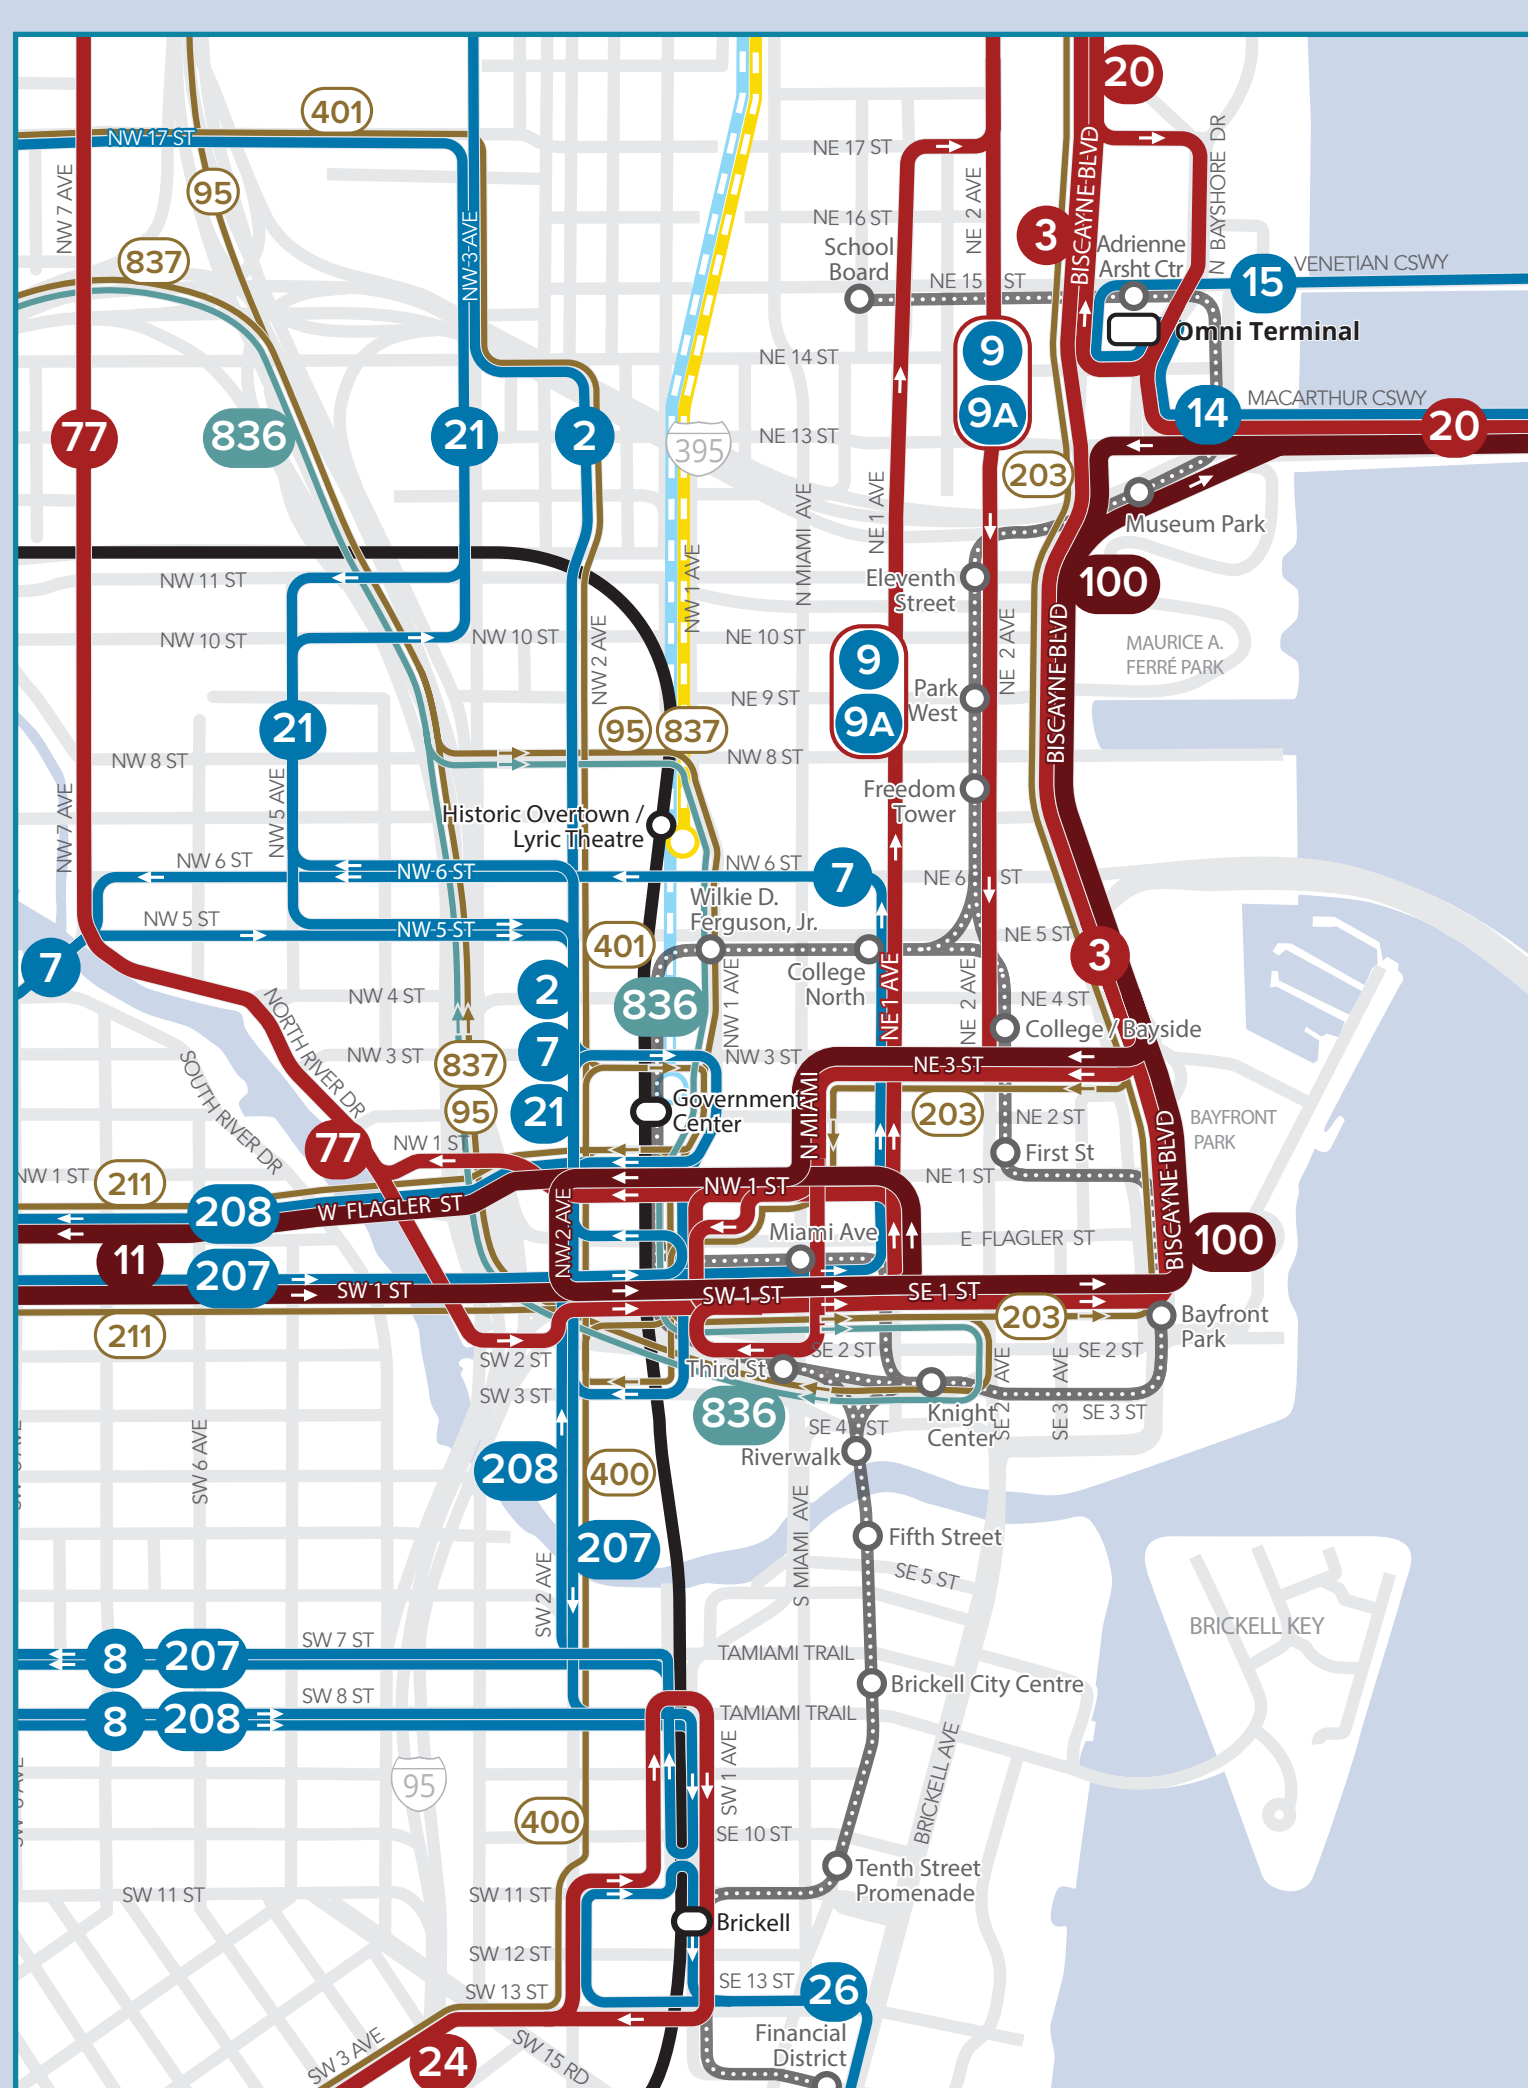 20
401
NW 17 ST
NE 17 ST
NW 7 AVE
95
NE 2 AVE
BISCAYNE BLVD
N BAYSHORE DR
NE 16 ST
NW 3 AVE
3
School
Board
Adrienne
Arsht Ctr
837
NE 15 ST
15
VENETIAN CSWY
Omni Terminal
9
NE 14 ST
9A
MACARTHUR CSWY
14
20
77
836
21
2
395
NE 13 ST
203
NE 1 AVE
N MIAMI AVE
Museum Park
NW 11 ST
NW 1 AVE
Eleventh
Street
100
NW 10 ST
NW 10 ST
NE 10 ST
NW 2 AVE
NE 2 AVE
BISCAYNE BLVD
MAURICE A.
FERRÉ PARK
9
9A
Park
West
NE 9 ST
21
95
837
NW 8 ST
NW 8 ST
Freedom
Tower
NW 7 AVE
NW 5 AVE
Historic Overtown /
Lyric Theatre
NW 6 ST
NW 6 ST
NW 6 ST
7
NE 6 ST
Wilkie D.
Ferguson, Jr.
NW 5 ST
NW 5 ST
NE 5 ST
401
7
3
College
North
2
836
NW 1 AVE
NE 1 AVE
NE 2 AVE
NW 4 ST
NE 4 ST
College / Bayside
NORTH RIVER DR
7
NW 3 ST
837
NW 3 ST
NE 3 ST
SOUTH RIVER DR
95
21
Government
Center
N MIAMI
203
NE 2 ST
BAYFRONT
PARK
77
NW 1 ST
First St
NW 1 ST
211
NW 1 ST
NE 1 ST
BISCAYNE BLVD
208
W FLAGLER ST
NW 2 AVE
Miami Ave
E FLAGLER ST
100
11
207
SW 1 ST
SW 1 ST
SE 1 ST
211
203
Bayfront
Park
SW 2 ST
SE 2 ST
SE 2 ST
Third St
SW 3 ST
836
SE 2 AVE
SE 3 AVE
SE 3 ST
Knight
Center
SE 4 ST
Riverwalk
SW 6 AVE
208
400
S MIAMI AVE
Fifth Street
207
SW 2 AVE
SE 5 ST
BRICKELL KEY
SW 7 ST
8
207
TAMIAMI TRAIL
Brickell City Centre
SW 8 ST
8
208
TAMIAMI TRAIL
95
SW 1 AVE
BRICKELL AVE
400
SE 10 ST
Tenth Street
Promenade
SW 11 ST
SW 11 ST
Brickell
SW 12 ST
SE 13 ST
26
SW 13 ST
Financial
District
SW 3 AVE
24
SW 15 RD